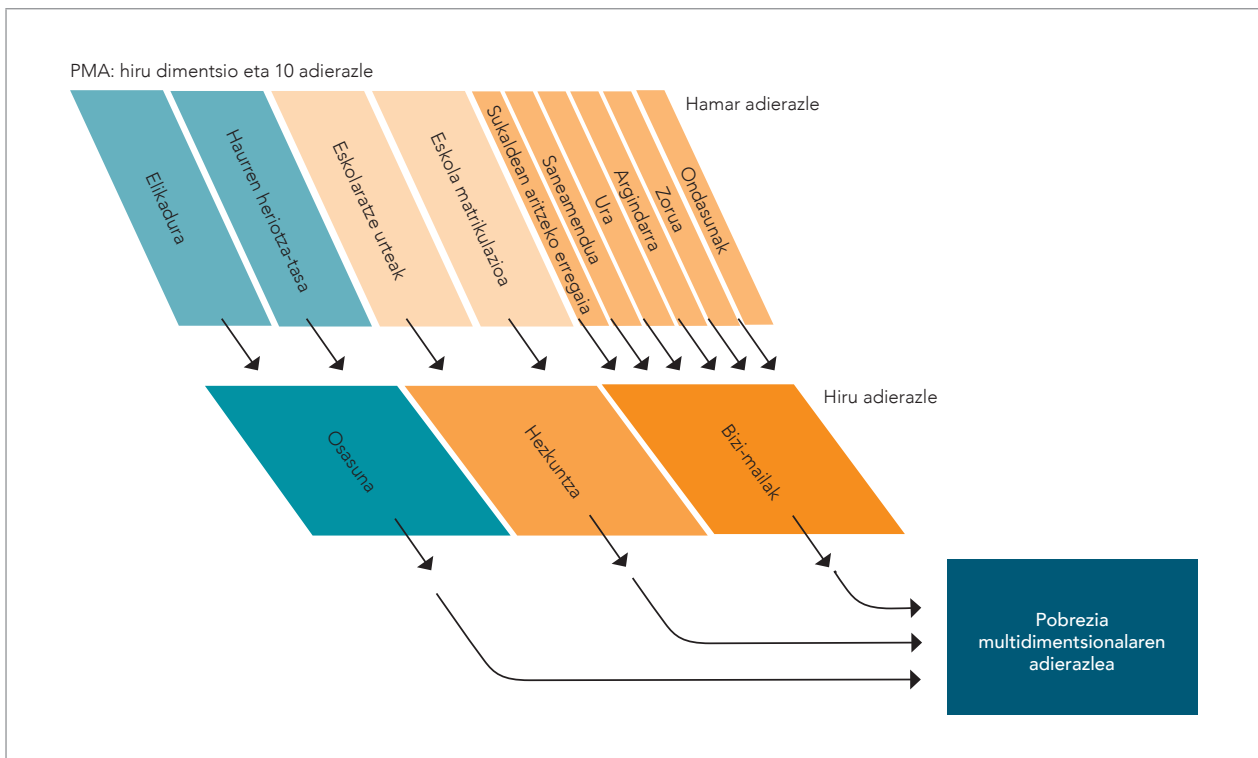 PMA: hiru dimentsio eta 10 adierazle
Hamar adierazle
Elikadura
Haurren heriotza-tasa
Eskolaratze urteak
Eskola matrikulazioa
Sukaldean aritzeko erregaia
Saneamendua
Ura
Argindarra
Zorua
Ondasunak
Hiru adierazle
Osasuna
Hezkuntza
Bizi-mailak
Pobrezia
multidimentsionalaren
adierazlea